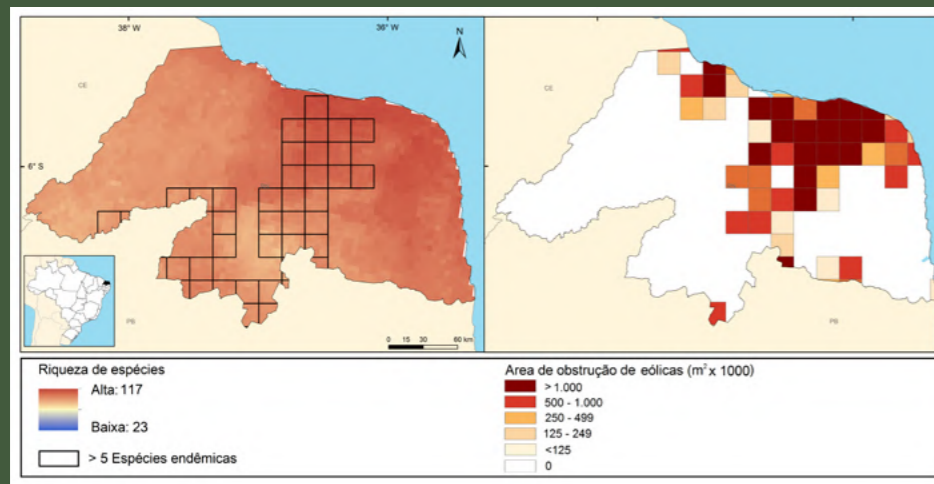 38° W
36° W
N
CE
6° S
PB
0 15 30 60 km
CE
PB
Riqueza de espécies
Alta: 117
Baixa: 23
> 5 Espécies endêmicas
Area de obstrução de eólicas (m² x 1000)
> 1.000
500 - 1.000
250 - 499
125 - 249
<125
0